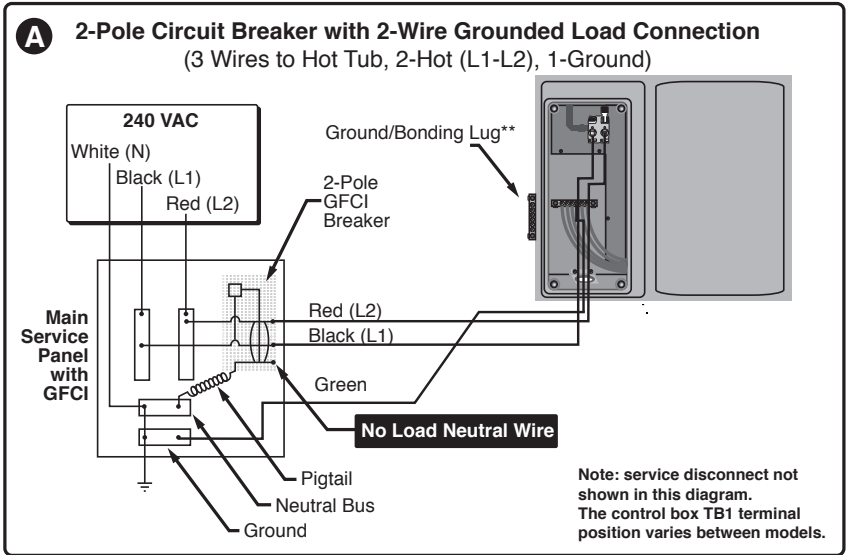 A
2-Pole Circuit Breaker with 2-Wire Grounded Load Connection
(3 Wires to Hot Tub, 2-Hot (L1-L2), 1-Ground)
240 VAC
White (N)
Black (L1)
Red (L2)
Ground/Bonding Lug**
2-Pole
GFCI
Breaker
Main
Service
Panel
with
GFCI
Red (L2)
Black (L1)
Green
No Load Neutral Wire
Pigtail
Neutral Bus
Ground
Note: service disconnect not
shown in this diagram.
The control box TB1 terminal
position varies between models.